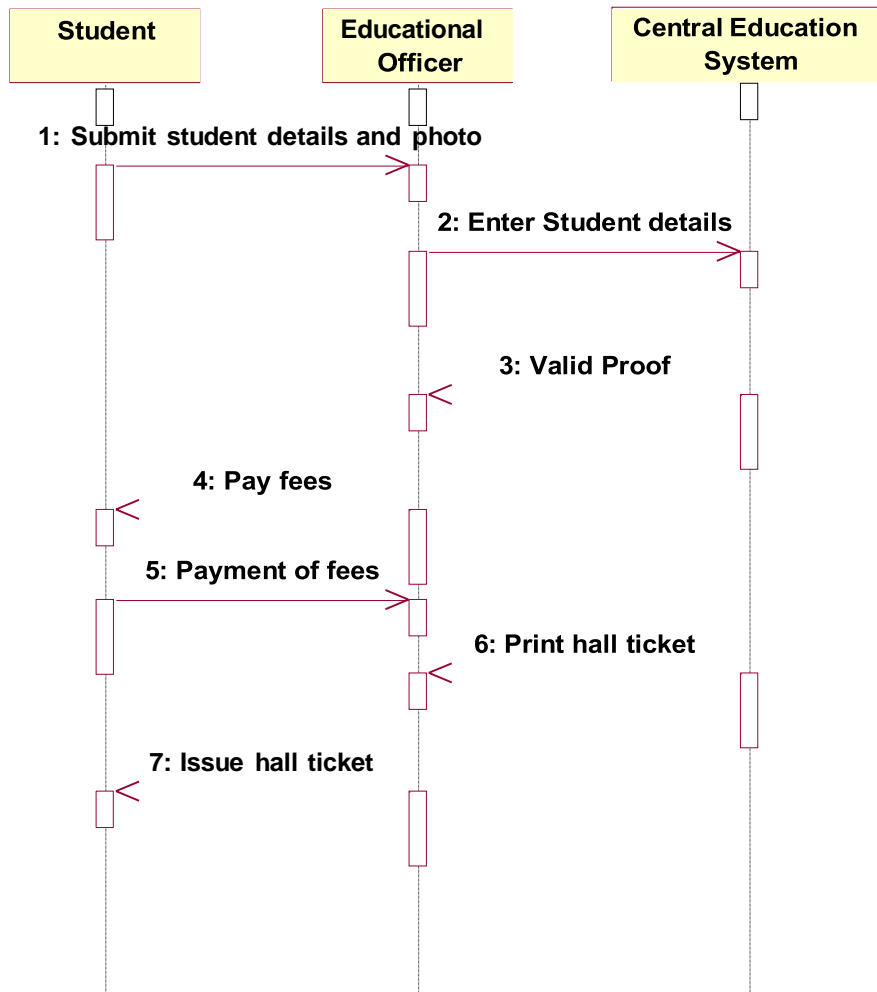 Student
Educational
Officer
Central Education
System
1: Submit student details and photo
2: Enter Student details
3: Valid Proof
4: Pay fees
5: Payment of fees
6: Print hall ticket
7: Issue hall ticket